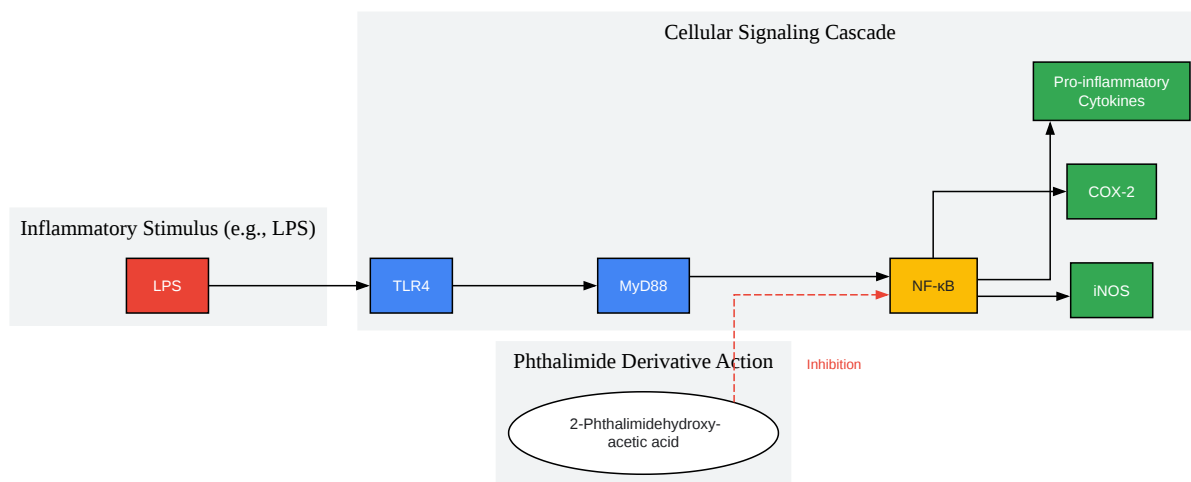 Cellular Signaling Cascade
Pro-inflammatory
Cytokines
COX-2
Inflammatory Stimulus (e.g., LPS)
LPS
TLR4
MyD88
NF-κB
iNOS
Phthalimide Derivative Action
Inhibition
2-Phthalimidehydroxy-
acetic acid